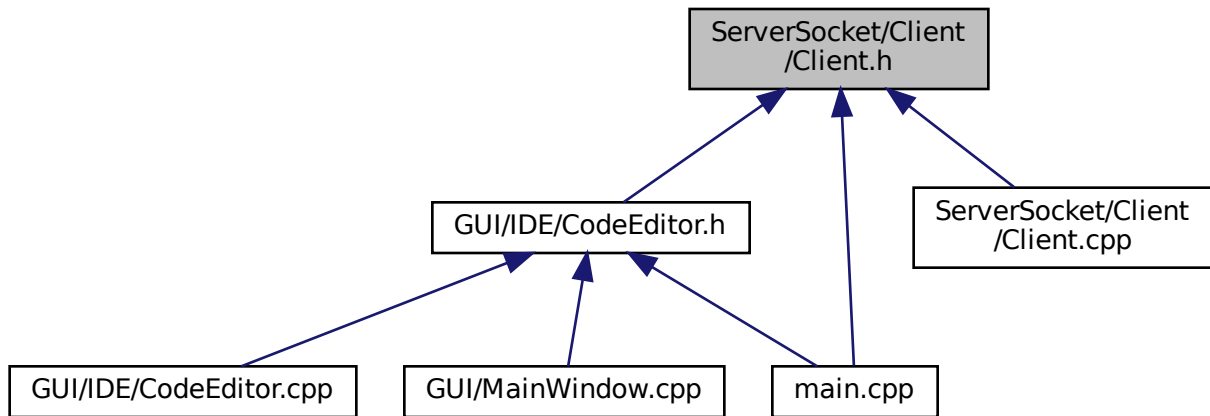 ServerSocket/Client
/Client.h
GUI/IDE/CodeEditor.h
ServerSocket/Client
/Client.cpp
GUI/IDE/CodeEditor.cpp
GUI/MainWindow.cpp
main.cpp